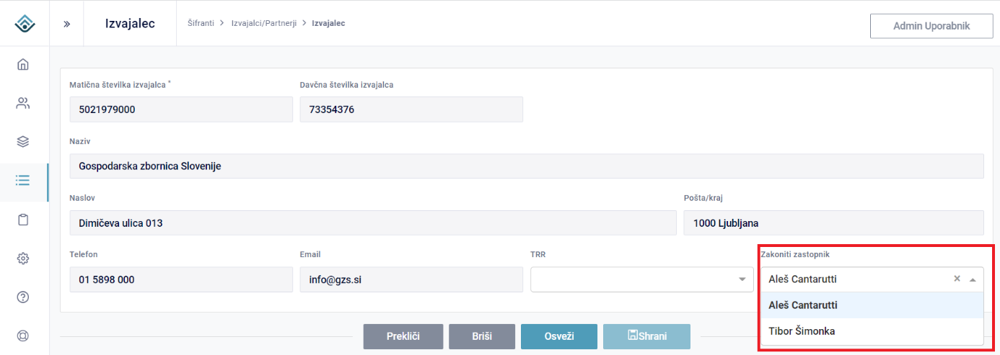 Izvajalec
Šifranti > Izvajalci/Partnerji > Izvajalec
Admin Uporabnik
Matična številka izvajalca *
Davčna številka izvajalca
5021979000
73354376
Naziv
Gospodarska zbornica Slovenije
Naslov
Pošta/kraj
Dimičeva ulica 013
1000 Ljubljana
Telefon
Email
TRR
Zakoniti zastopnik
01 5898 000
info@gzs.si
Aleš Cantarutti
Aleš Cantarutti
Tibor Šimonka
Prekliči
Briši
Osveži
Shrani